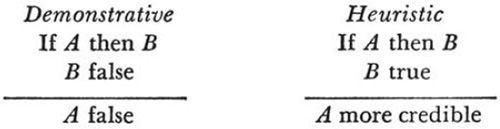 Demonstrative
If A then B
B false
A false
Heuristic
If A then B
B true
A more credible